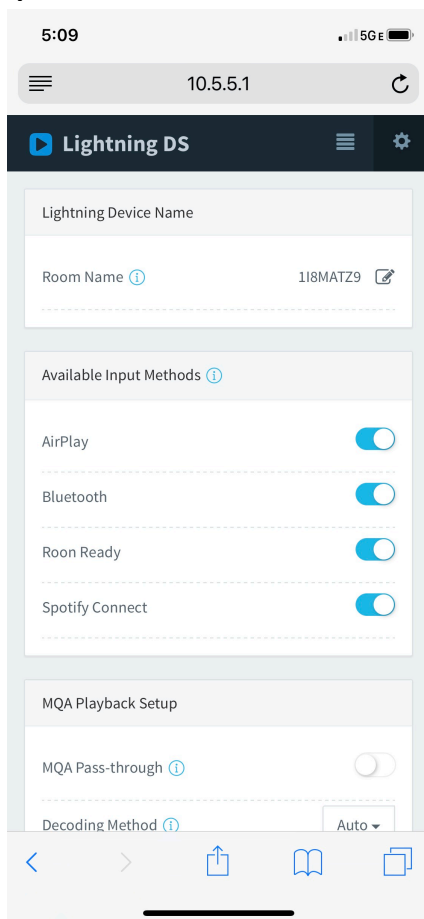 5:09 5G E
10.5.5.1
Lightning DS
Lightning Device Name
Room Name 1I8MATZ9
Available Input Methods
AirPlay
Bluetooth
Roon Ready
Spotify Connect
MQA Playback Setup
MQA Pass-through
Decoding Method Auto